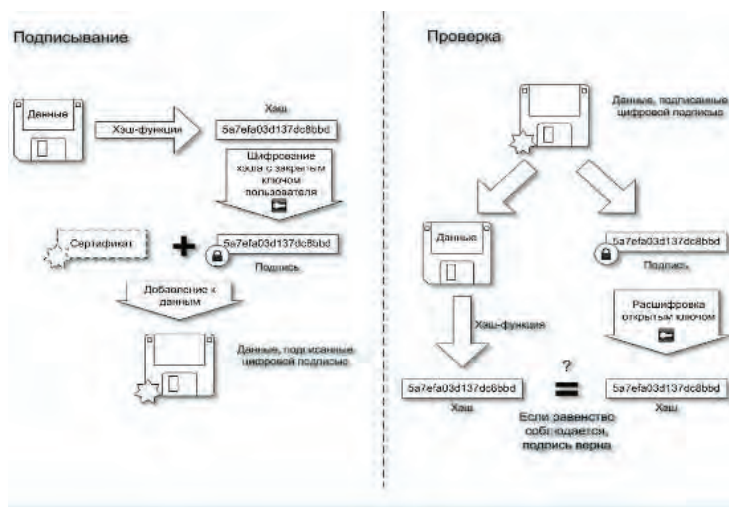 Подписывание
Данные
Хэш-функция
Хэш
5a7efa03d137dc8bbd
Шифрование
хэша с закрытым
ключом
пользователя
Сертификат
5a7efa03d137dc8bbd
Подпись
Добавление к
данным
Данные, подписанные
цифровой подписью
Проверка
Данные, подписанные
цифровой подписью
Данные
5a7efa03d137dc8bbd
Подпись
Хэш-функция
Расшифровка
открытым ключом
5a7efa03d137dc8bbd
Хэш
?
=
5a7efa03d137dc8bbd
Хэш
Если равенство
соблюдается,
подпись верна